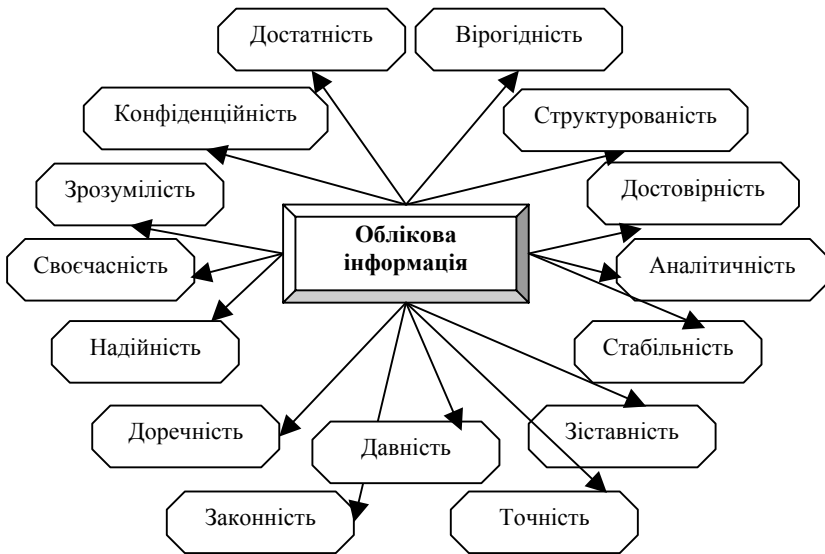 Достатність
Вірогідність
Конфіденційність
Структурованість
Зрозумілість
Достовірність
Облікова
інформація
Своєчасність
Аналітичність
Надійність
Стабільність
Доречність
Давність
Зіставність
Законність
Точність